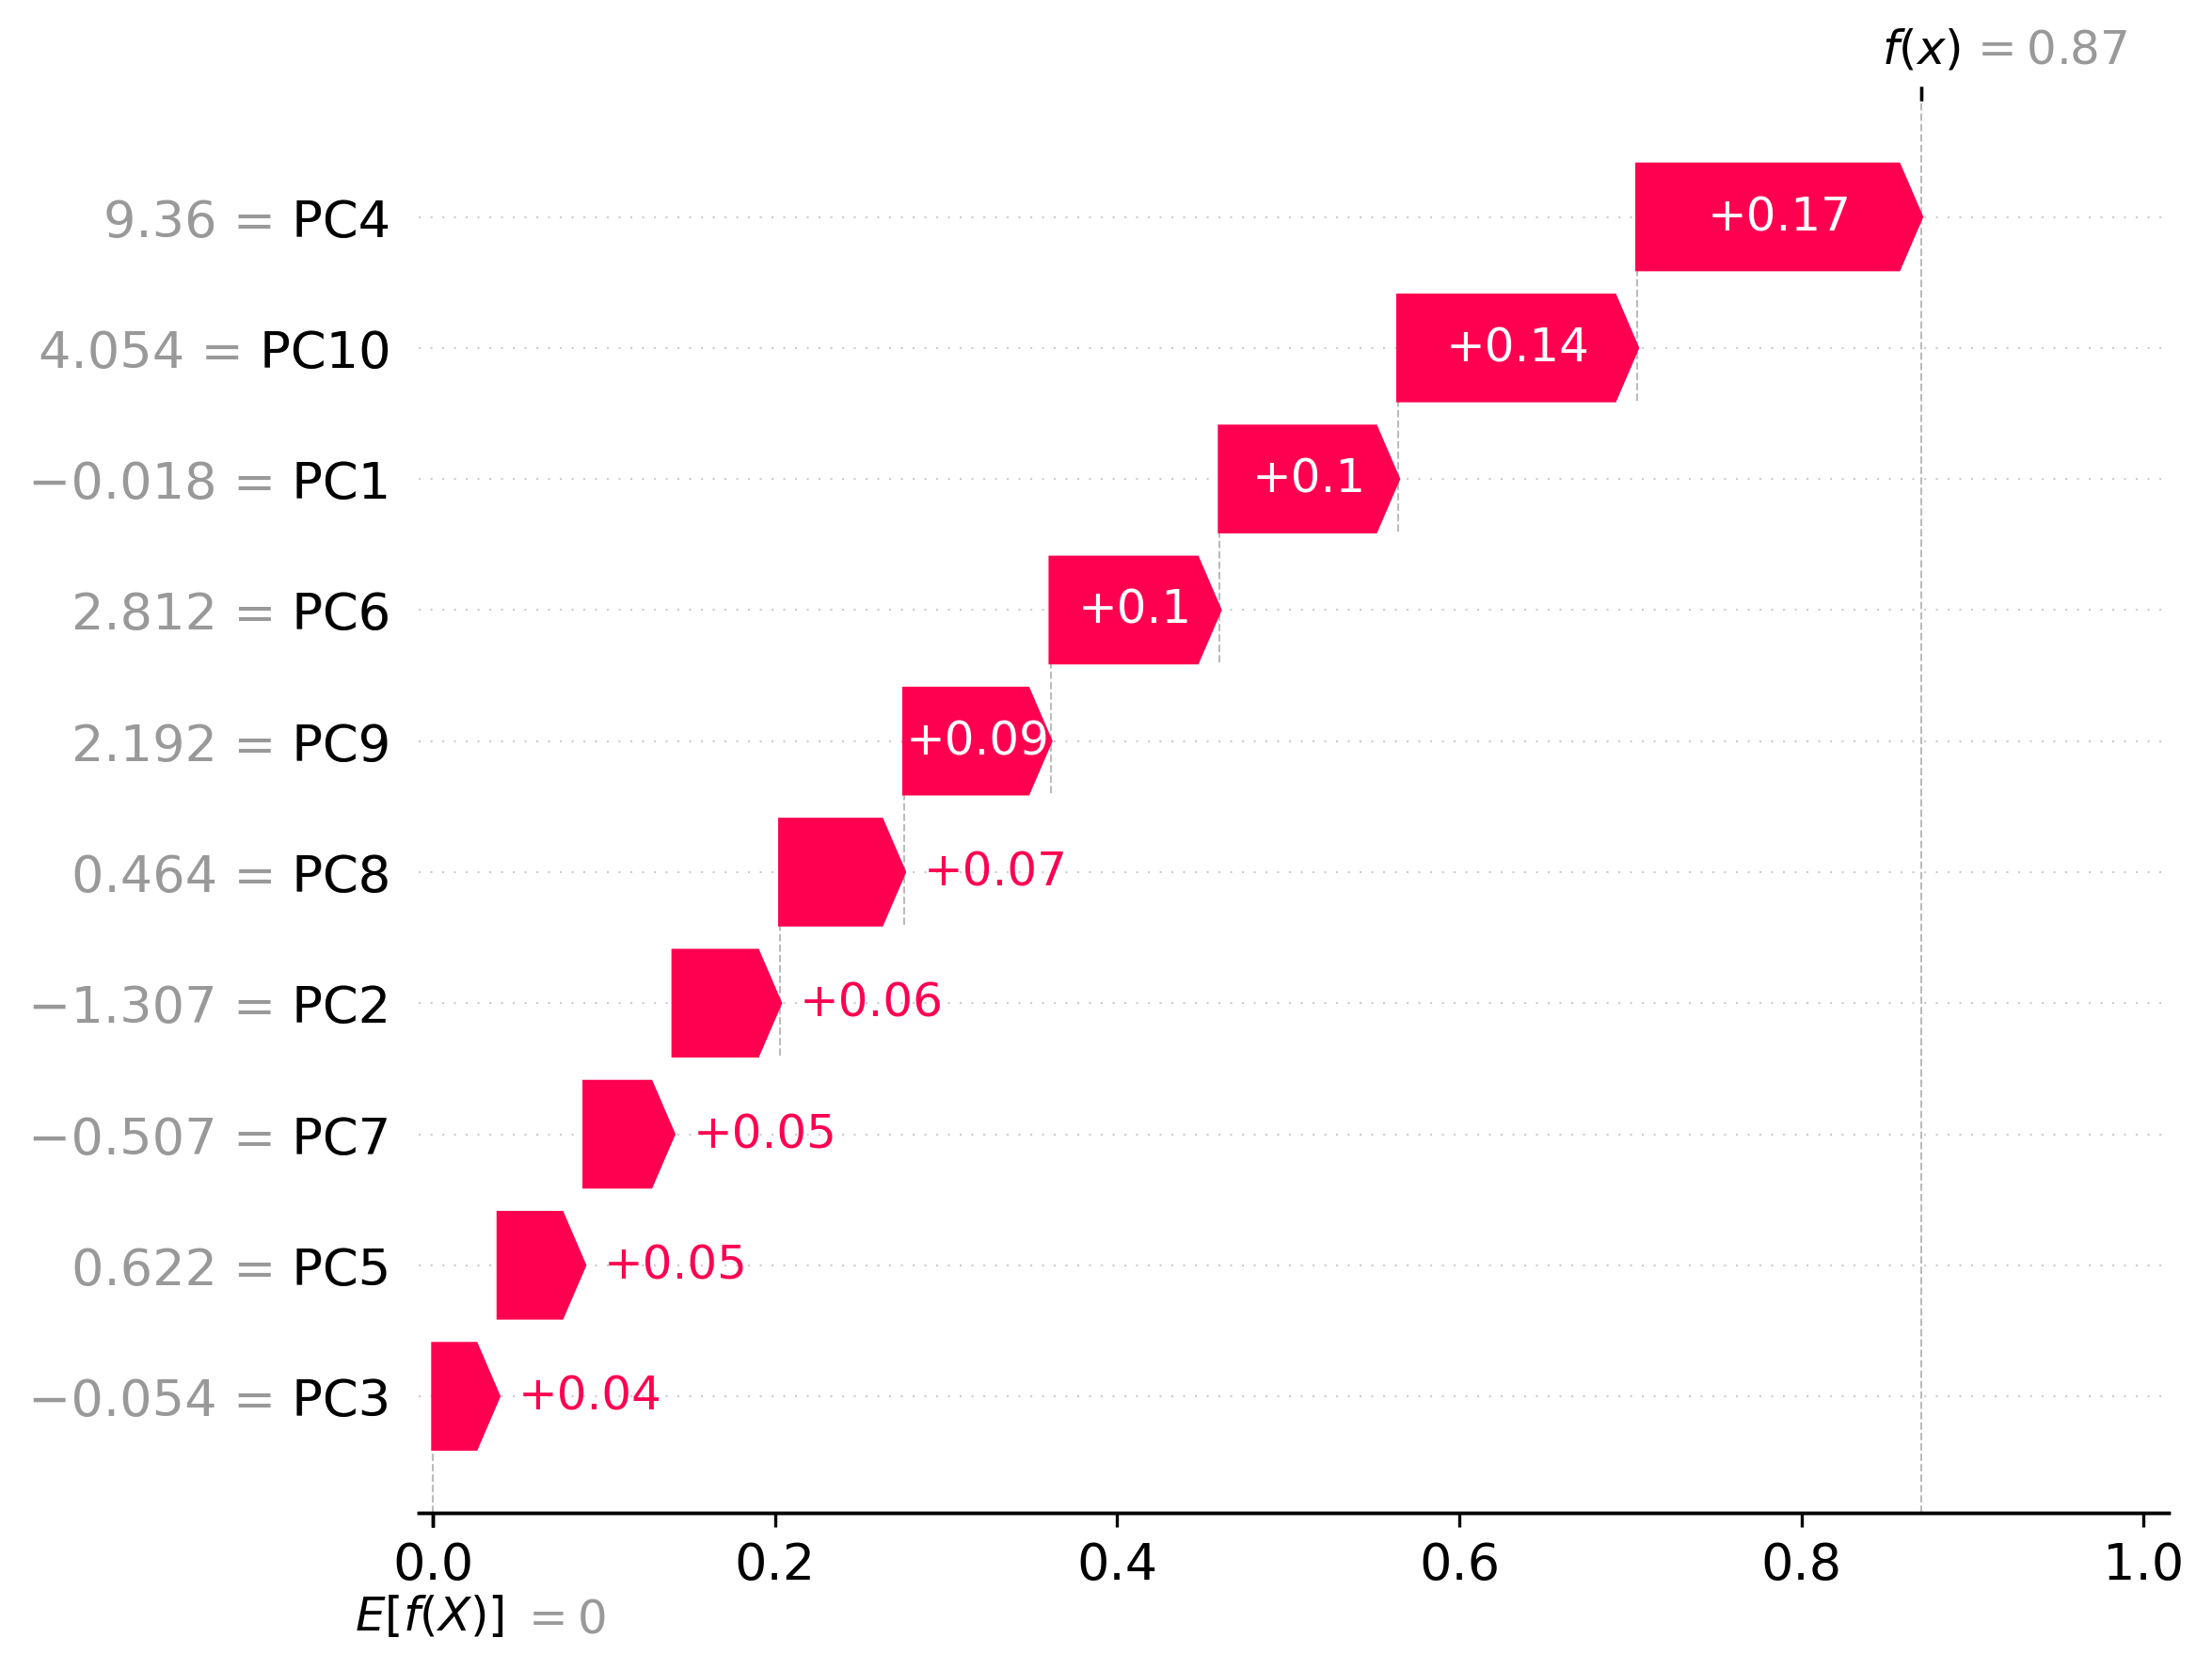 f(x) = 0.87
9.36 = PC4
+0.17
4.054 = PC10
+0.14
−0.018 = PC1
+0.1
2.812 = PC6
+0.1
2.192 = PC9
+0.09
0.464 = PC8
+0.07
−1.307 = PC2
+0.06
−0.507 = PC7
+0.05
0.622 = PC5
+0.05
−0.054 = PC3
+0.04
0.0 0.2 0.4 0.6 0.8 1.0
E[f(X)] = 0